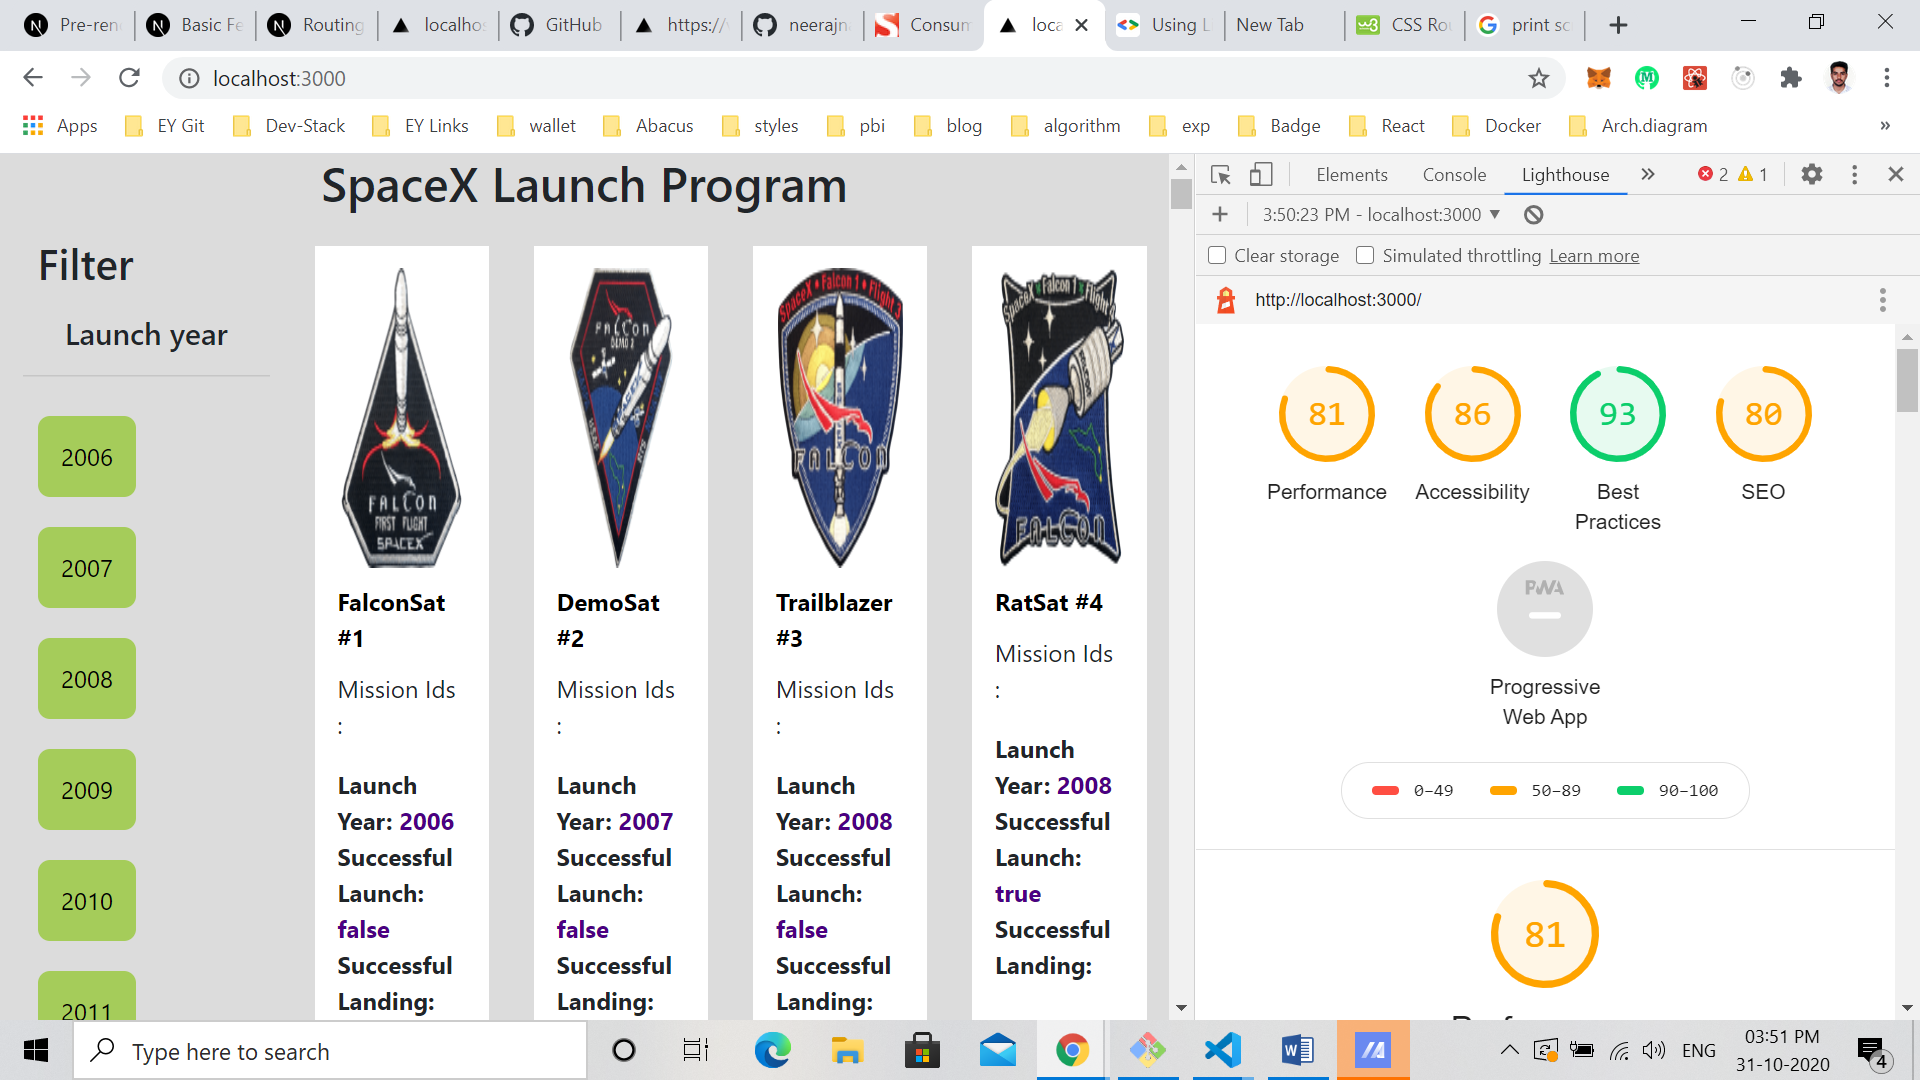 Pre-ren
Basic Fe
Routing
localhos
GitHub
https://
neerajn
Consum
loca
Using L
New Tab
CSS Ro
print sc
localhost:3000
Apps
EY Git
Dev-Stack
EY Links
wallet
Abacus
styles
pbi
blog
algorithm
exp
Badge
React
Docker
Arch.diagram
»
SpaceX Launch Program
Filter
Launch year
2006
2007
2008
2009
2010
2011
FALCON
FIRST FLIGHT
SPACEX
FalconSat
#1
Mission Ids
:
Launch
Year: 2006
Successful
Launch:
false
Successful
Landing:
FALCON
DEMO 2
SPACEX
DemoSat
#2
Mission Ids
:
Launch
Year: 2007
Successful
Launch:
false
Successful
Landing:
SpaceX • Falcon 1 • Flight 3
FALCON
Trailblazer
#3
Mission Ids
:
Launch
Year: 2008
Successful
Launch:
false
Successful
Landing:
SpaceX Falcon 1 Flight
FALCON
RatSat #4
Mission Ids
:
Launch
Year: 2008
Successful
Launch:
true
Successful
Landing:
Elements
Console
Lighthouse
»
2
1
3:50:23 PM - localhost:3000
Clear storage
Simulated throttling
Learn more
http://localhost:3000/
81
Performance
86
Accessibility
93
Best
Practices
80
SEO
PWA
Progressive
Web App
0–49
50–89
90–100
81
Type here to search
ENG
03:51 PM
31-10-2020
4